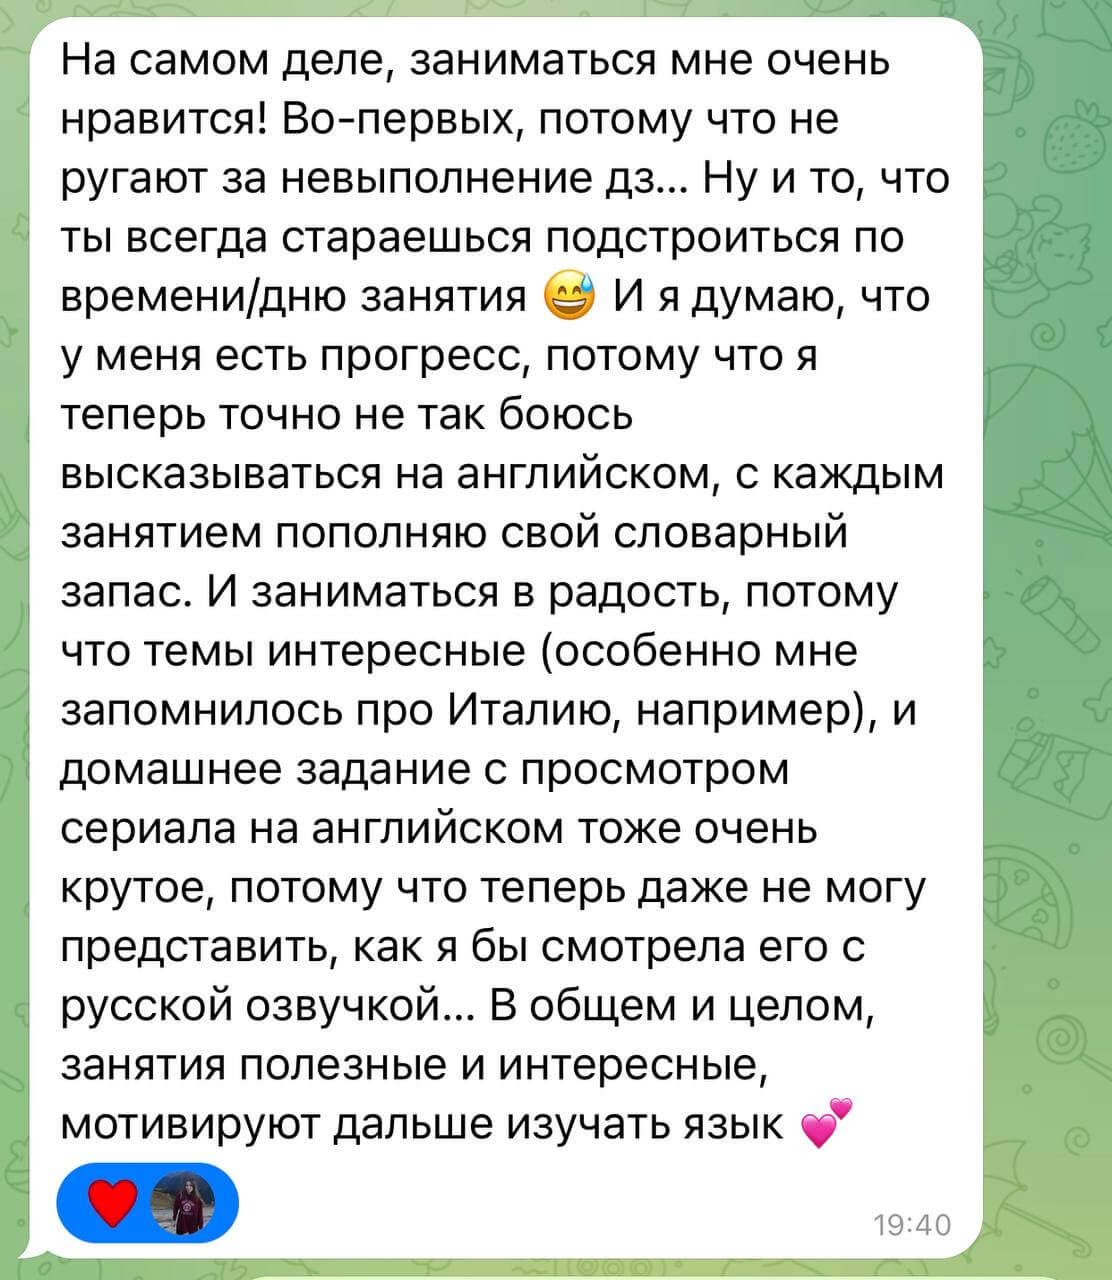 На самом деле, заниматься мне очень
нравится! Во-первых, потому что не
ругают за невыполнение дз... Ну и то, что
ты всегда стараешься подстроиться по
времени/дню занятия 😅 И я думаю, что
у меня есть прогресс, потому что я
теперь точно не так боюсь
высказываться на английском, с каждым
занятием пополняю свой словарный
запас. И заниматься в радость, потому
что темы интересные (особенно мне
запомнилось про Италию, например), и
домашнее задание с просмотром
сериала на английском тоже очень
крутое, потому что теперь даже не могу
представить, как я бы смотрела его с
русской озвучкой... В общем и целом,
занятия полезные и интересные,
мотивируют дальше изучать язык 💕
19:40